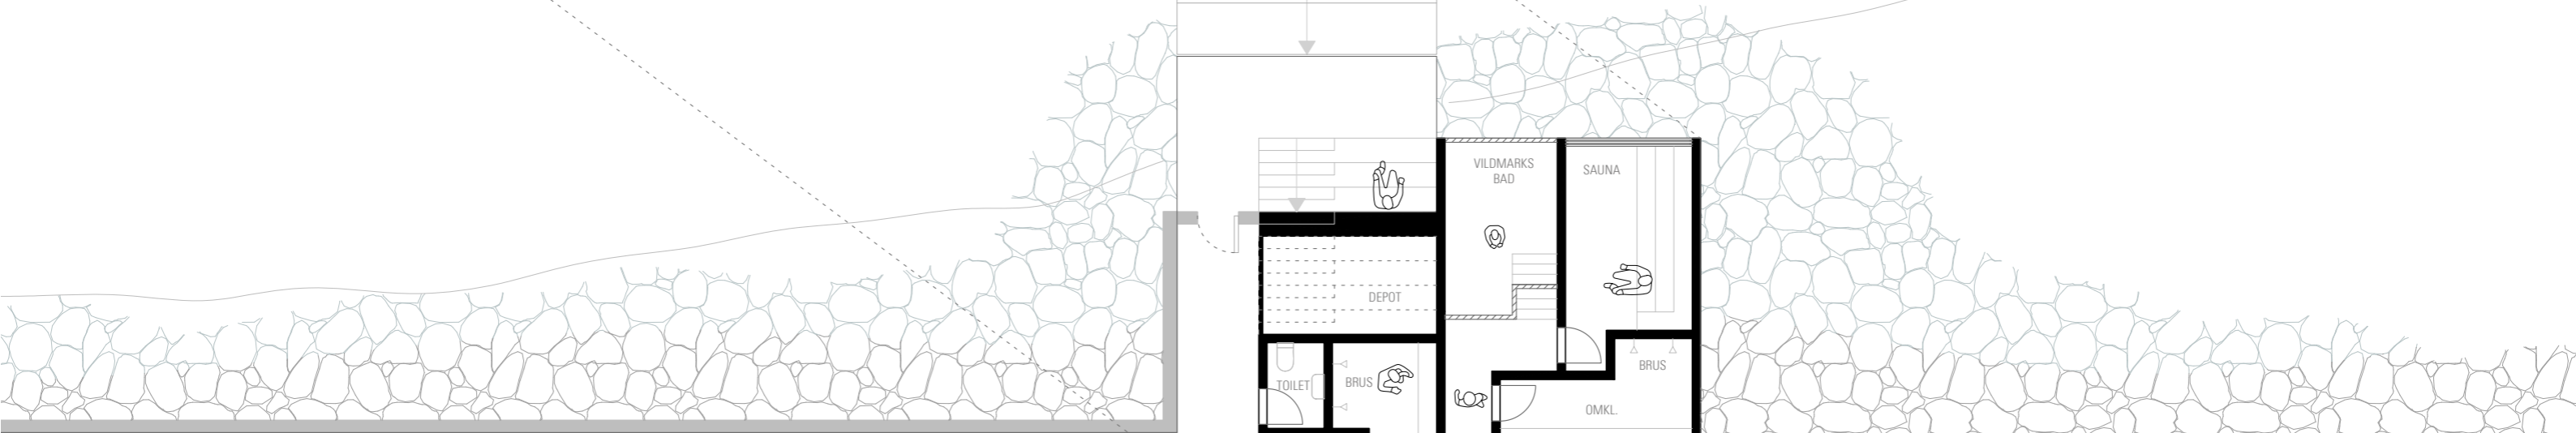 VILDMARKS
BAD
SAUNA
DEPOT
TOILET
BRUS
BRUS
OMKL.